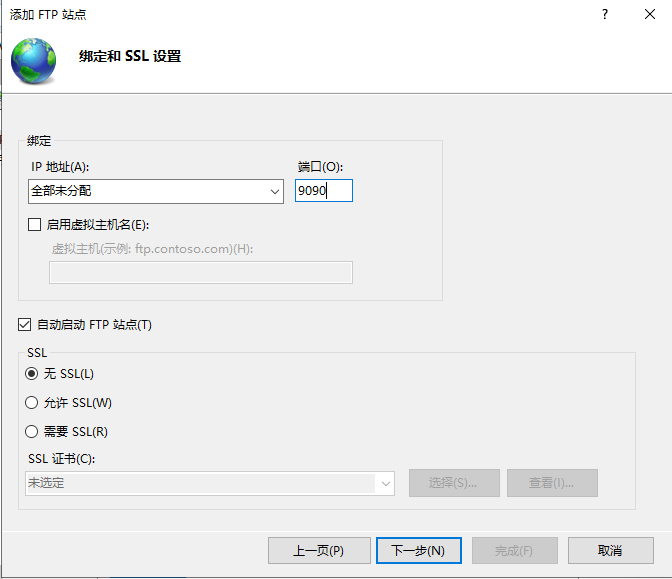 添加 FTP 站点
绑定和 SSL 设置
绑定
IP 地址(A): 端口(O):
全部未分配 9090
启用虚拟主机名(E):
虚拟主机(示例: ftp.contoso.com)(H):
自动启动 FTP 站点(T)
SSL
无 SSL(L)
允许 SSL(W)
需要 SSL(R)
SSL 证书(C):
未选定 选择(S)... 查看(I)...
上一页(P) 下一步(N) 完成(F) 取消